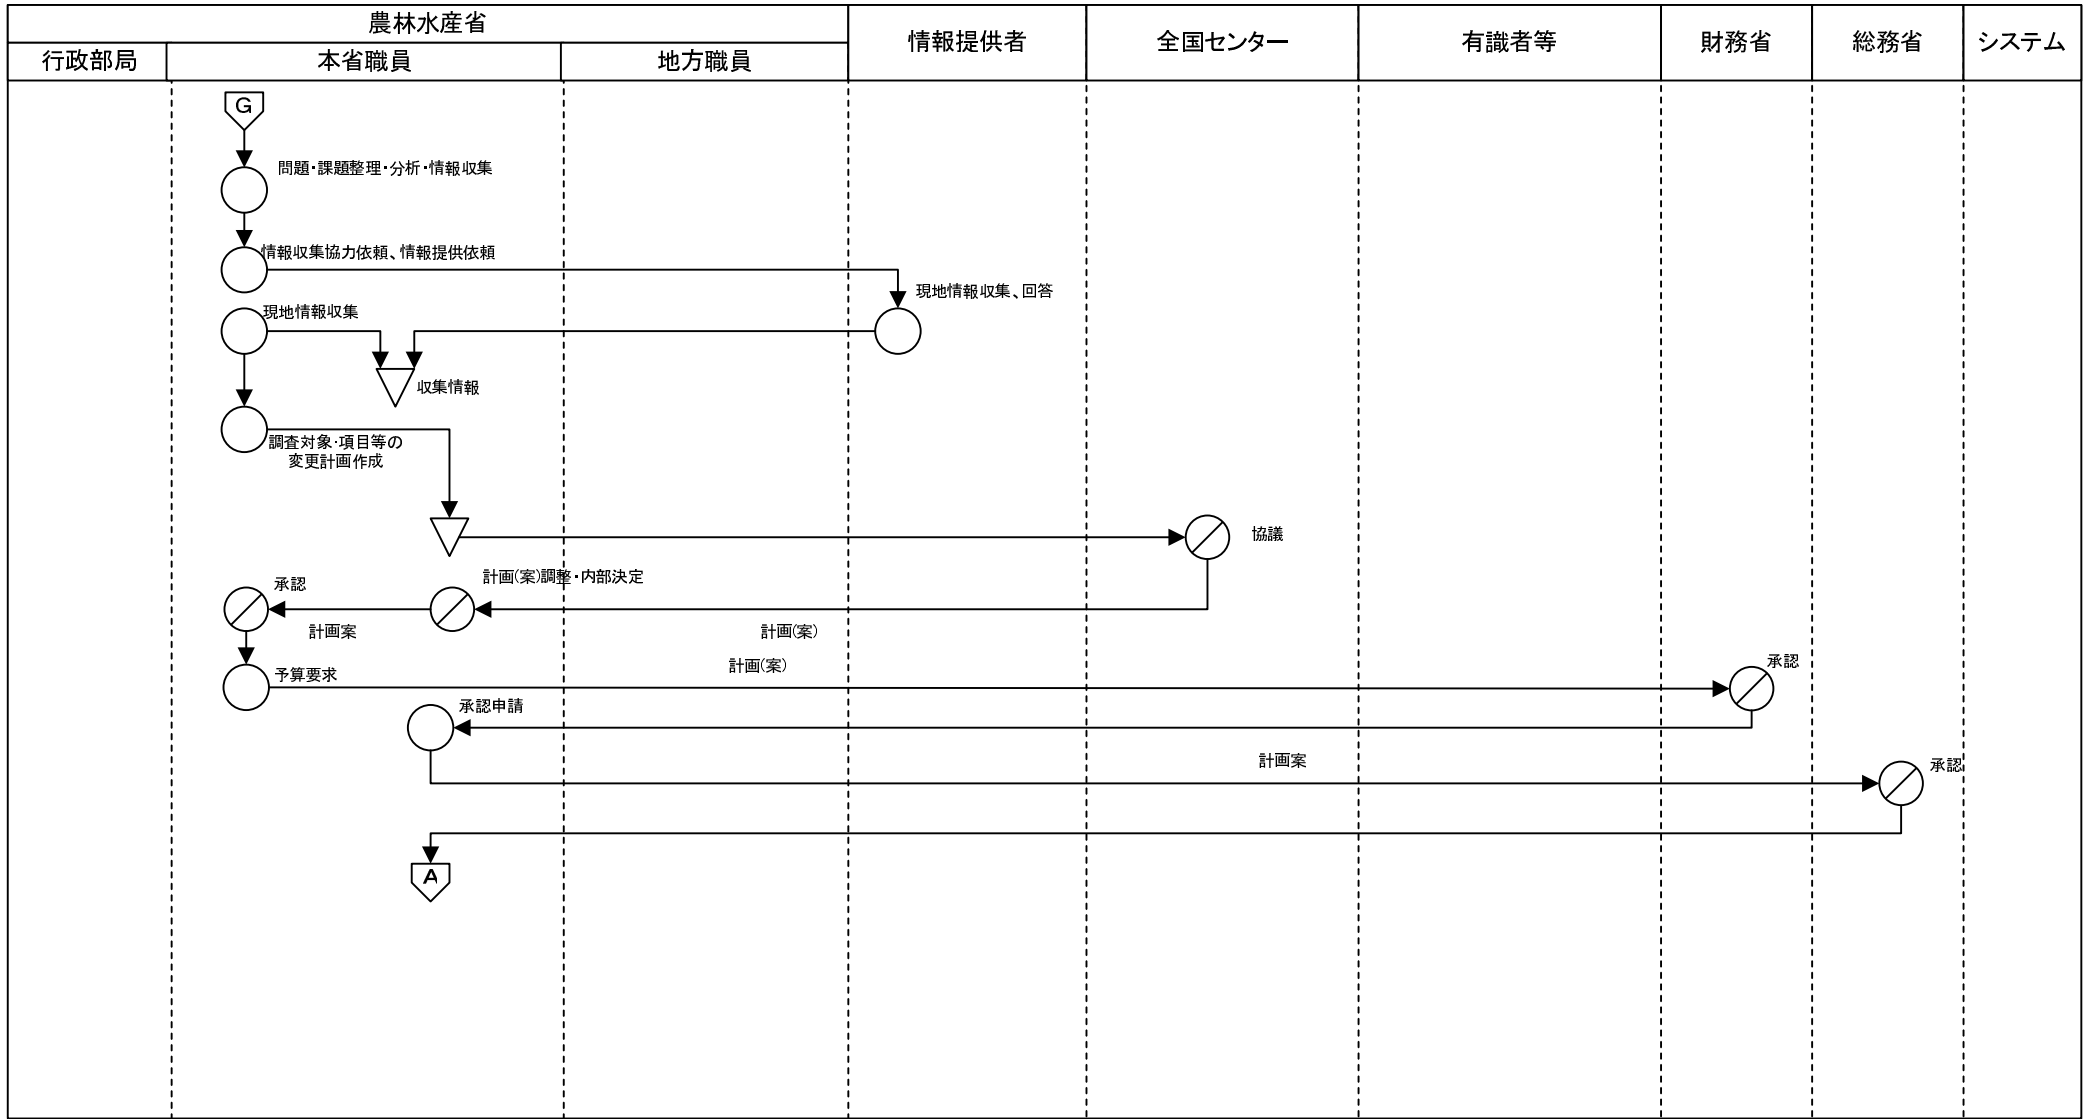 農林水産省
行政部局
本省職員
地方職員
情報提供者
全国センター
有識者等
財務省
総務省
システム
G
問題・課題整理・分析・情報収集
情報収集協力依頼、情報提供依頼
現地情報収集、回答
現地情報収集
収集情報
調査対象・項目等の
変更計画作成
協議
計画(案)調整・内部決定
承認
計画案
計画(案)
計画(案)
予算要求
承認
承認申請
計画案
承認
A